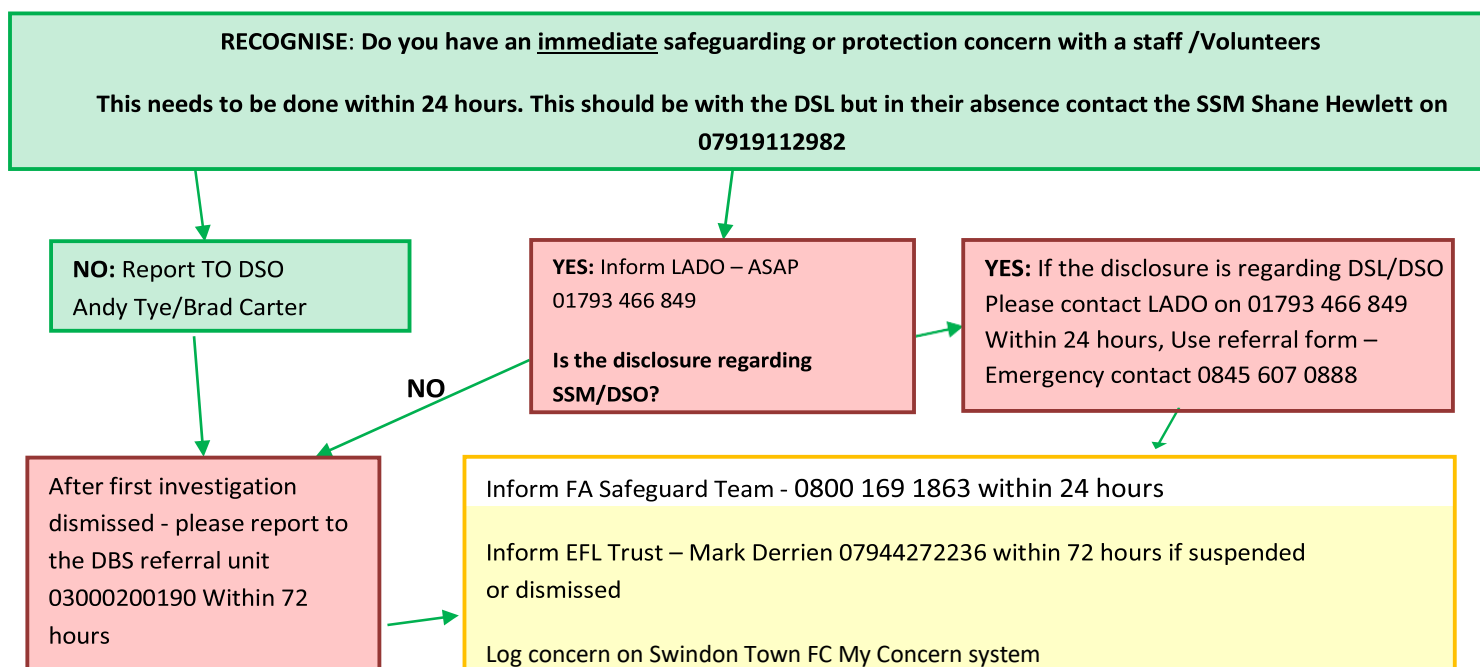 RECOGNISE: Do you have an immediate safeguarding or protection concern with a staff /Volunteers
This needs to be done within 24 hours. This should be with the DSL but in their absence contact the SSM Shane Hewlett on
07919112982
NO: Report TO DSO
Andy Tye/Brad Carter
YES: Inform LADO – ASAP
01793 466 849
Is the disclosure regarding
SSM/DSO?
YES: If the disclosure is regarding DSL/DSO
Please contact LADO on 01793 466 849
Within 24 hours, Use referral form –
Emergency contact 0845 607 0888
NO
After first investigation
dismissed - please report to
the DBS referral unit
03000200190 Within 72
hours
Inform FA Safeguard Team - 0800 169 1863 within 24 hours
Inform EFL Trust – Mark Derrien 07944272236 within 72 hours if suspended
or dismissed
Log concern on Swindon Town FC My Concern system